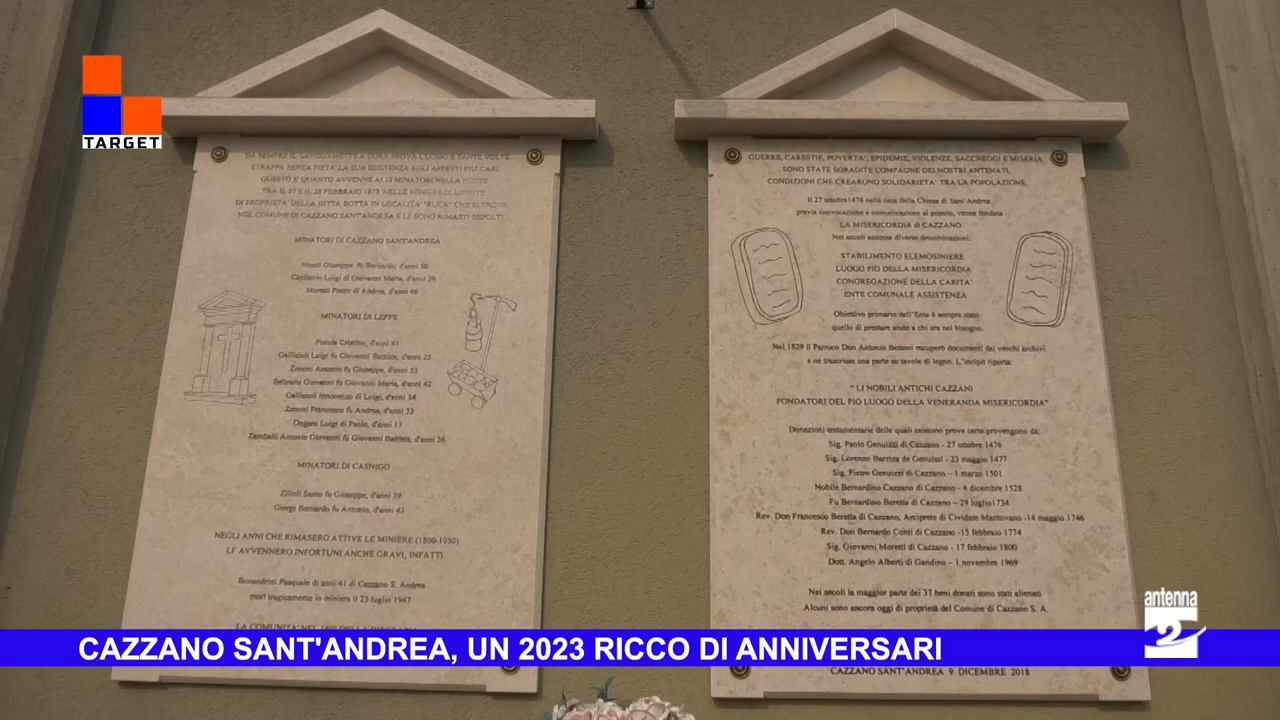 TARGET
DA SEMPRE IL LAVORO METTE A DURA PROVA L'UOMO E TANTE VOLTE
STRAPPA SENZA PIETA' LA SUA ESISTENZA AGLI AFFETTI PIU' CARI.
QUESTO E' QUANTO AVVENNE AI 13 MINATORI NELLA NOTTE
TRA IL 27 E IL 28 FEBBRAIO 1873 NELLE MINIERE DI LIGNITE
DI PROPRIETA' DELLA DITTA BOTTA IN LOCALITA' "RUCA" CHE SI TROVA
NEL COMUNE DI CAZZANO SANT'ANDREA E LI' SONO RIMASTI SEPOLTI
MINATORI DI CAZZANO SANT'ANDREA
Nicoli Giuseppe fu Bernardo, d'anni 50
Capitanio Luigi di Giovanni Maria, d'anni 29
Moretti Pietro di Andrea, d'anni 46
MINATORI DI LEFFE
Pezzola Cristino, d'anni 41
Gallizioli Luigi fu Giovanni Battista, d'anni 25
Zenoni Antonio fu Giuseppe, d'anni 53
Beltrami Giovanni fu Giovanni Maria, d'anni 42
Gallizioli Innocenzo di Luigi, d'anni 34
Zenoni Francesco fu Andrea, d'anni 33
Ongaro Luigi di Paolo, d'anni 17
Zambaiti Antonio Giovanni fu Giovanni Battista, d'anni 36
MINATORI DI CASNIGO
Zilioli Santo fu Giuseppe, d'anni 39
Giorgi Bernardo fu Antonio, d'anni 43
NEGLI ANNI CHE RIMASERO ATTIVE LE MINIERE (1800-1950)
LI' AVVENNERO INFORTUNI ANCHE GRAVI, INFATTI
Bonandrini Pasquale di anni 41 di Cazzano S. Andrea
morì tragicamente in miniera il 23 luglio 1947
GUERRE, CARESTIE, POVERTA', EPIDEMIE, VIOLENZE, SACCHEGGI E MISERIA,
SONO STATE SGRADITE COMPAGNE DEI NOSTRI ANTENATI,
CONDIZIONI CHE CREARONO SOLIDARIETA' TRA LA POPOLAZIONE.
Il 27 ottobre1476 nella casa della Chiesa di Sant'Andrea
previa convocazione e comunicazione al popolo, venne fondata
LA MISERICORDIA di CAZZANO
Nei secoli assunse diverse denominazioni:
STABILIMENTO ELEMOSINIERE
LUOGO PIO DELLA MISERICORDIA
CONGREGAZIONE DELLA CARITA'
ENTE COMUNALE ASSISTENZA
Obiettivo primario dell'Ente è sempre stato
quello di prestare aiuto a chi era nel bisogno.
Nel 1829 il Parroco Don Antonio Bettoni recuperò documenti dai vecchi archivi
e ne trascrisse una parte su tavole di legno. L'incipit riporta:
" LI NOBILI ANTICHI CAZZANI
FONDATORI DEL PIO LUOGO DELLA VENERANDA MISERICORDIA"
Donazioni testamentarie delle quali esistono prove certe provengono da:
Sig. Paolo Genuizzi di Cazzano - 27 ottobre 1476
Sig. Lorenzo Barziza de Genuissi - 23 maggio 1477
Sig. Pietro Genuizzi di Cazzano – 1 marzo 1501
Nobile Bernardino Cazzano di Cazzano - 4 dicembre 1528
Fu Bernardino Beretta di Cazzano – 29 luglio1734
Rev. Don Francesco Beretta di Cazzano, Arciprete di Cividate Mantovano -14 maggio 1746
Rev. Don Bernardo Conti di Cazzano -15 febbraio 1774
Sig. Giovanni Moretti di Cazzano - 17 febbraio 1800
Dott. Angelo Alberti di Gandino – 1 novembre 1969
Nei secoli la maggior parte dei 37 beni donati sono stati alienati
Alcuni sono ancora oggi di proprietà del Comune di Cazzano S. A.
antenna
2
CAZZANO SANT'ANDREA, UN 2023 RICCO DI ANNIVERSARI
CAZZANO SANT'ANDREA 9 DICEMBRE 2018